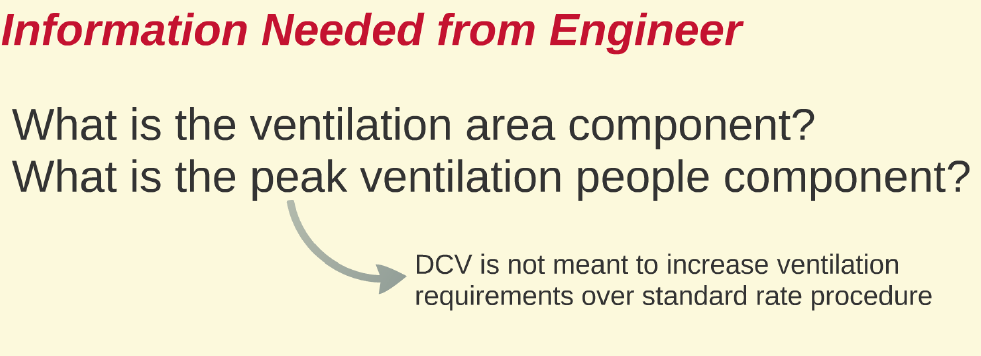 Information Needed from Engineer
What is the ventilation area component?
What is the peak ventilation people component?
DCV is not meant to increase ventilation
requirements over standard rate procedure